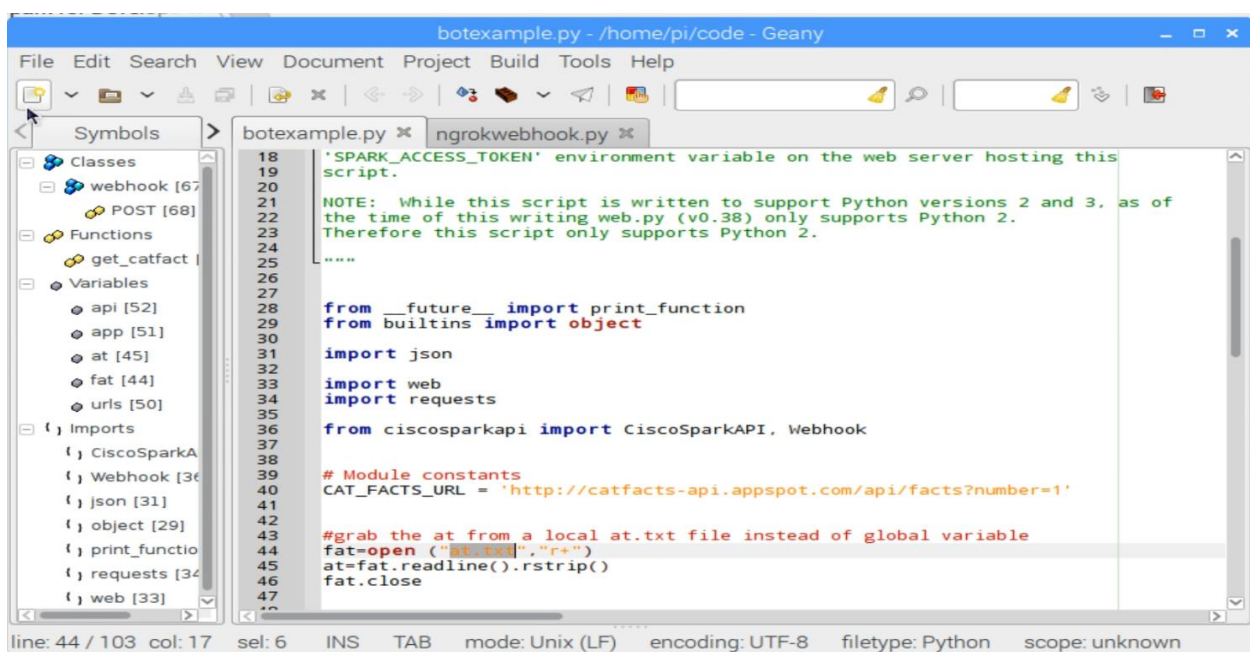 botexample.py - /home/pi/code - Geany
File Edit Search View Document Project Build Tools Help
Symbols
botexample.py
ngrokwebhook.py
Classes
webhook [67
POST [68]
Functions
get_catfact
Variables
api [52]
app [51]
at [45]
fat [44]
urls [50]
Imports
CiscoSparkA
Webhook [36
json [31]
object [29]
print_functio
requests [34
web [33]
18 'SPARK_ACCESS_TOKEN' environment variable on the web server hosting this
19 script.
20
21 NOTE: While this script is written to support Python versions 2 and 3, as of
22 the time of this writing web.py (v0.38) only supports Python 2.
23 Therefore this script only supports Python 2.
24
25 """
26
27
28 from __future__ import print_function
29 from builtins import object
30
31 import json
32
33 import web
34 import requests
35
36 from ciscosparkapi import CiscoSparkAPI, Webhook
37
38
39 # Module constants
40 CAT_FACTS_URL = 'http://catfacts-api.appspot.com/api/facts?number=1'
41
42
43 #grab the at from a local at.txt file instead of global variable
44 fat=open ("at.txt","r+")
45 at=fat.readline().rstrip()
46 fat.close
47
line: 44 / 103 col: 17 sel: 6 INS TAB mode: Unix (LF) encoding: UTF-8 filetype: Python scope: unknown